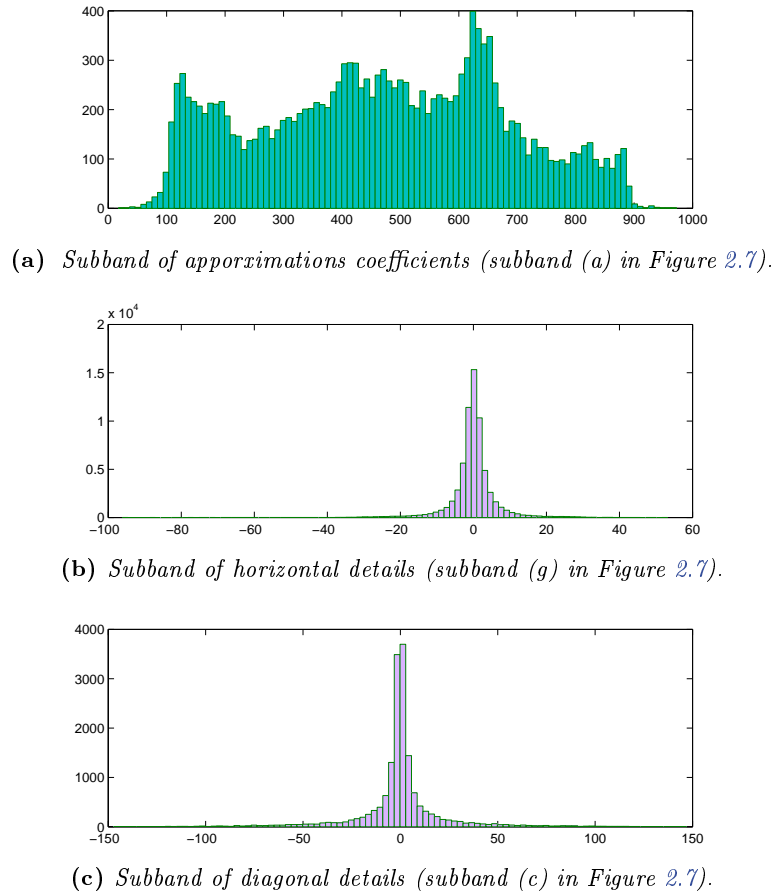 400
300
200
100
0
0 100 200 300 400 500 600 700 800 900 1000
(a) Subband of apporximations coefficients (subband (a) in Figure 2.7).
x 10^4
2
1.5
1
0.5
0
−100 −80 −60 −40 −20 0 20 40 60
(b) Subband of horizontal details (subband (g) in Figure 2.7).
4000
3000
2000
1000
0
−150 −100 −50 0 50 100 150
(c) Subband of diagonal details (subband (c) in Figure 2.7).